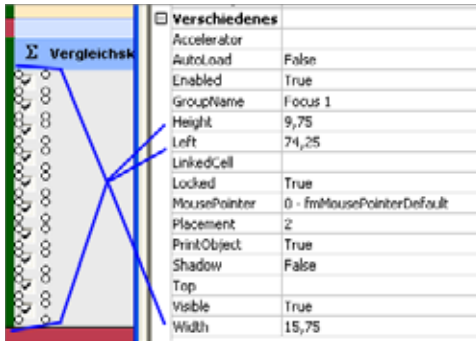 Σ Vergleichsk
Verschiedenes
Accelerator
AutoLoad False
Enabled True
GroupName Focus 1
Height 9,75
Left 74,25
LinkedCell
Locked True
MousePointer 0 - fmMousePointerDefault
Placement 2
PrintObject True
Shadow False
Top
Visible True
Width 15,75